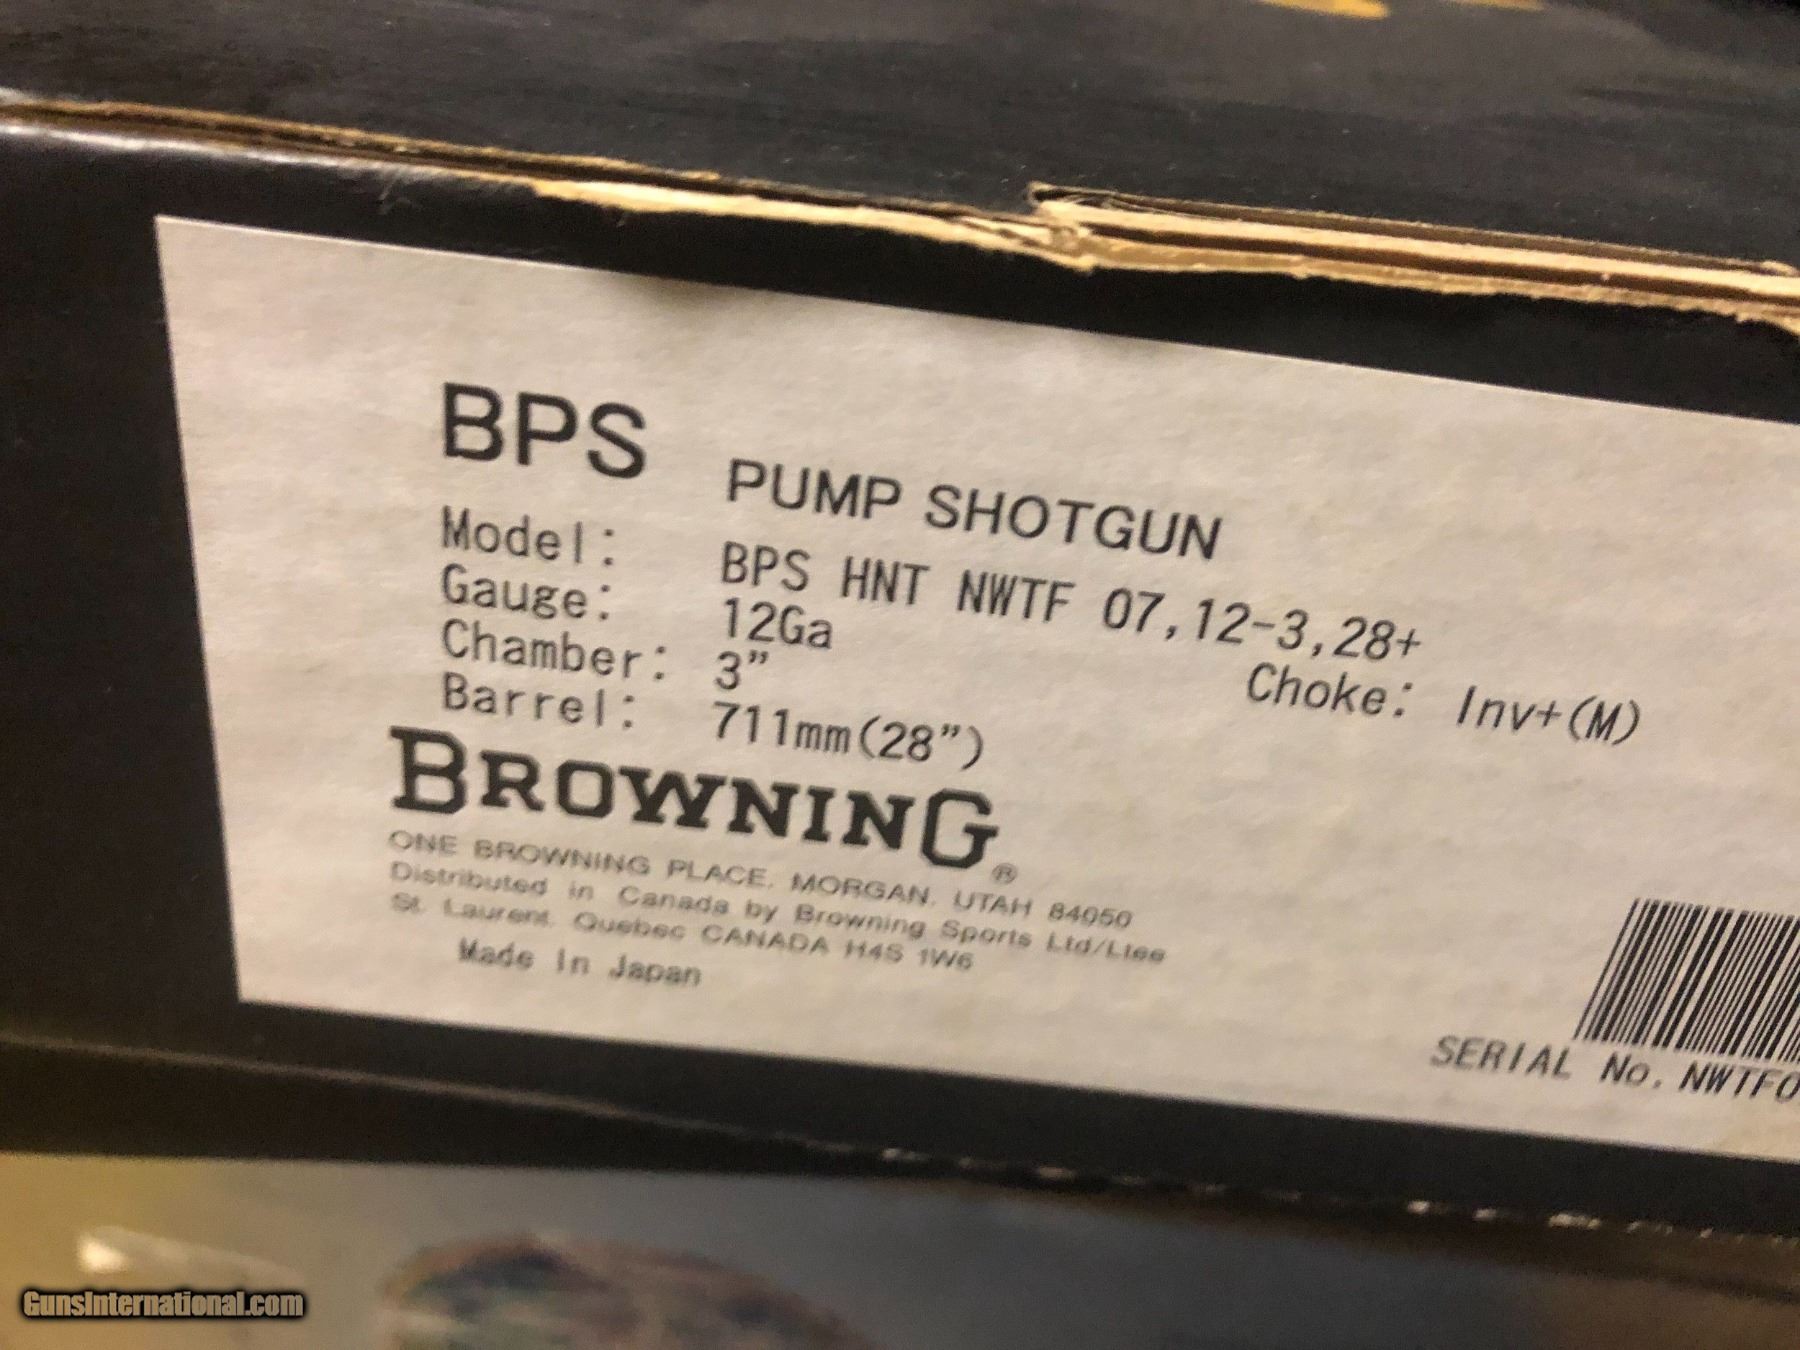 BPS PUMP SHOTGUN
Model: BPS HNT NWTF 07,12-3,28+
Gauge: 12Ga
Chamber: 3" Choke: Inv+(M)
Barrel: 711mm(28")
BROWNING®
ONE BROWNING PLACE, MORGAN, UTAH 84050
Distributed in Canada by Browning Sports Ltd/Ltee
St. Laurent, Quebec CANADA H4S 1W6
Made In Japan
SERIAL No. NWTF0
GunsInternational.com